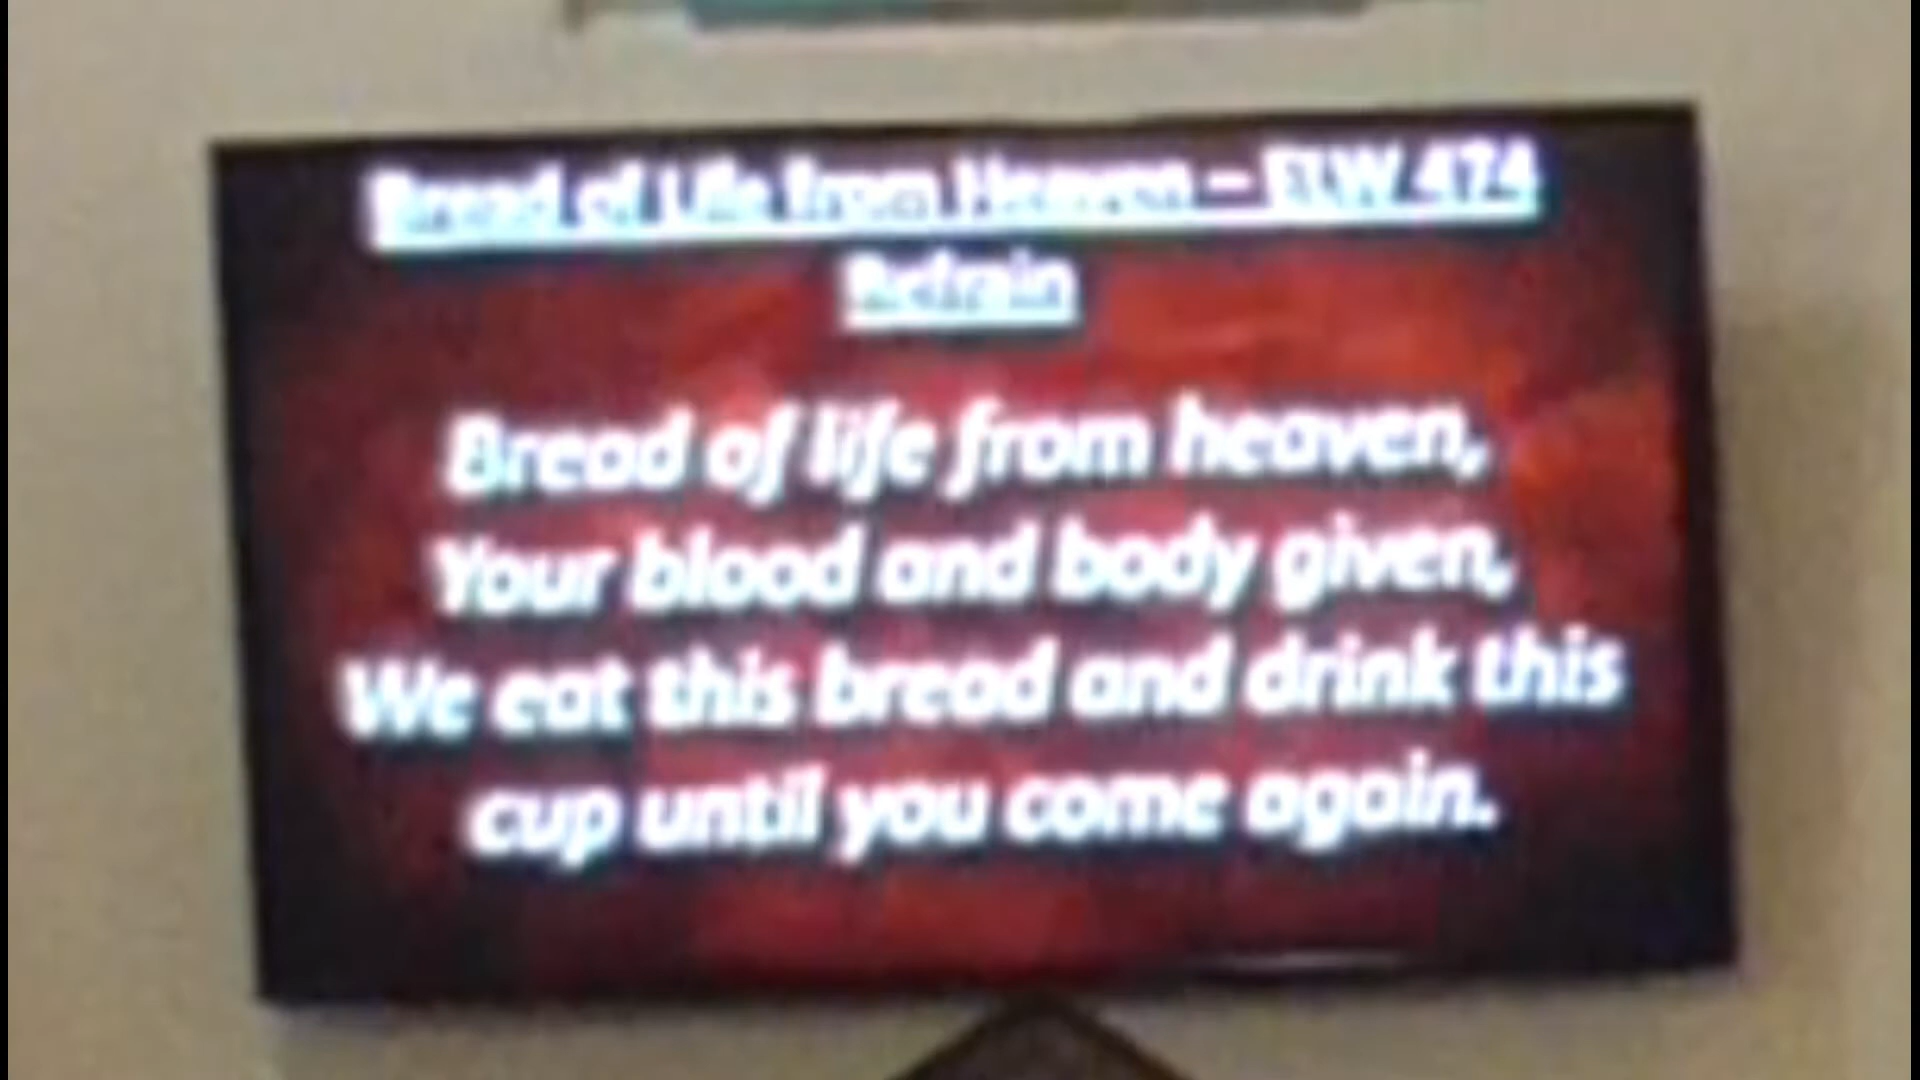 Bread of Life from Heaven – ELW 474
Refrain
Bread of life from heaven,
Your blood and body given,
We eat this bread and drink this
cup until you come again.